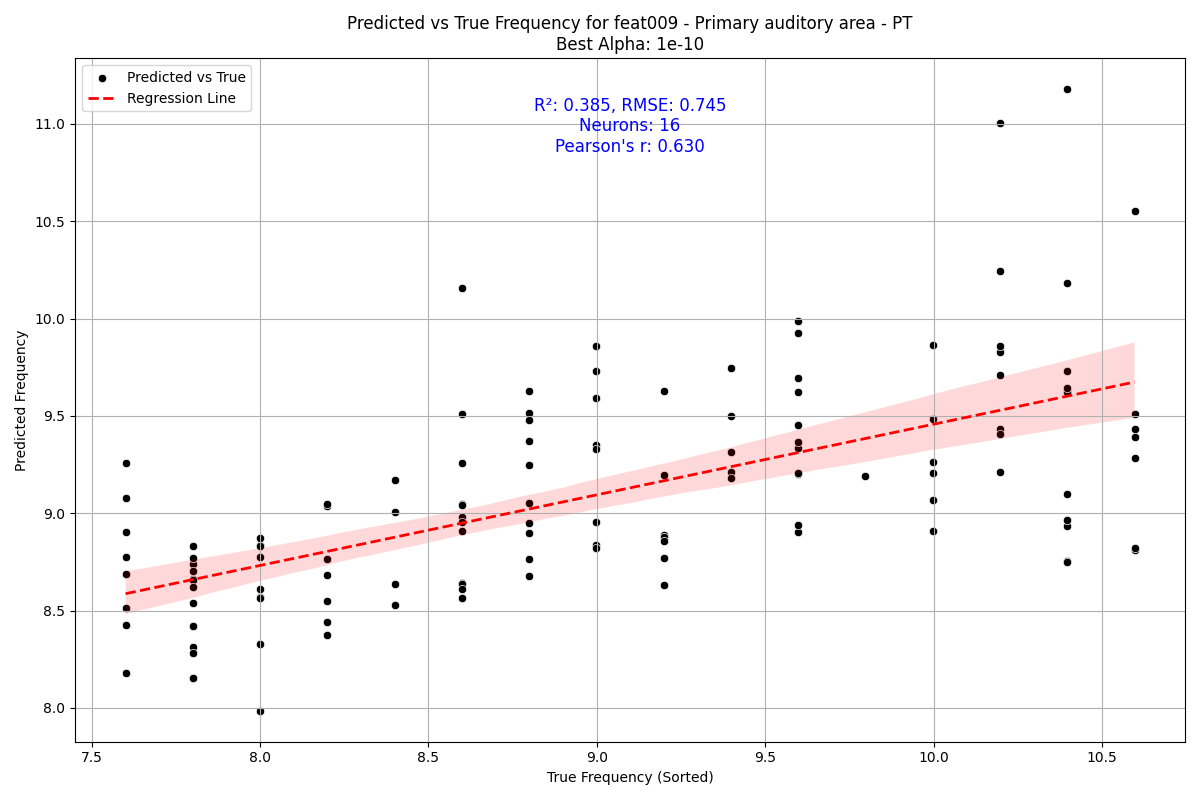 Predicted vs True Frequency for feat009 - Primary auditory area - PT
Best Alpha: 1e-10
Predicted vs True
Regression Line
R²: 0.385, RMSE: 0.745
Neurons: 16
Pearson's r: 0.630
Predicted Frequency
11.0
10.5
10.0
9.5
9.0
8.5
8.0
7.5
8.0
8.5
9.0
9.5
10.0
10.5
True Frequency (Sorted)